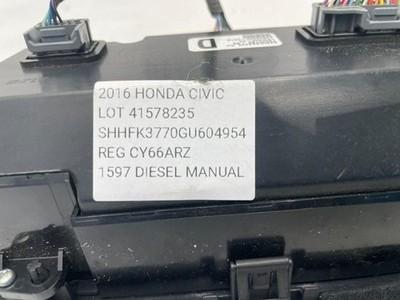 2016 HONDA CIVIC
LOT 41578235
SHHFK3770GU604954
REG CY66ARZ
1597 DIESEL MANUAL
D